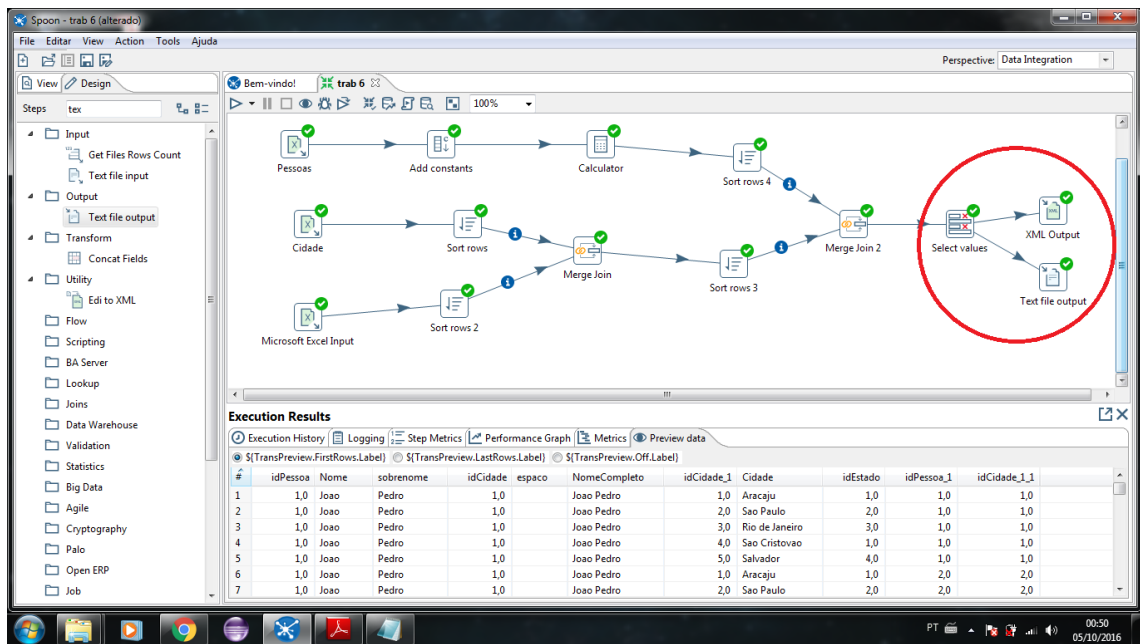 Spoon - trab 6 (alterado)
File Editar View Action Tools Ajuda
Perspective: Data Integration
View Design
Bem-vindo! trab 6
Steps tex
100%
Input
Get Files Rows Count
Text file input
Output
Text file output
Transform
Concat Fields
Utility
Edi to XML
Flow
Scripting
BA Server
Lookup
Joins
Data Warehouse
Validation
Statistics
Big Data
Agile
Cryptography
Palo
Open ERP
Job
Pessoas
Add constants
Calculator
Sort rows 4
Cidade
Sort rows
Merge Join
Sort rows 3
Merge Join 2
Select values
XML Output
Text file output
Microsoft Excel Input
Sort rows 2
Execution Results
Execution History Logging Step Metrics Performance Graph Metrics Preview data
${TransPreview.FirstRows.Label} ${TransPreview.LastRows.Label} ${TransPreview.Off.Label}
# idPessoa Nome sobrenome idCidade espaco NomeCompleto idCidade_1 Cidade idEstado idPessoa_1 idCidade_1_1
1 1,0 Joao Pedro 1,0 Joao Pedro 1,0 Aracaju 1,0 1,0 1,0
2 1,0 Joao Pedro 1,0 Joao Pedro 2,0 Sao Paulo 2,0 1,0 1,0
3 1,0 Joao Pedro 1,0 Joao Pedro 3,0 Rio de Janeiro 3,0 1,0 1,0
4 1,0 Joao Pedro 1,0 Joao Pedro 4,0 Sao Cristovao 1,0 1,0 1,0
5 1,0 Joao Pedro 1,0 Joao Pedro 5,0 Salvador 4,0 1,0 1,0
6 1,0 Joao Pedro 1,0 Joao Pedro 1,0 Aracaju 1,0 2,0 2,0
7 1,0 Joao Pedro 1,0 Joao Pedro 2,0 Sao Paulo 2,0 2,0 2,0
PT
00:50
05/10/2016